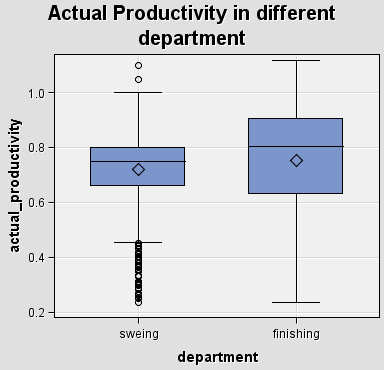 Actual Productivity in different
department
actual_productivity
1.0
0.8
0.6
0.4
0.2
sweing
finishing
department